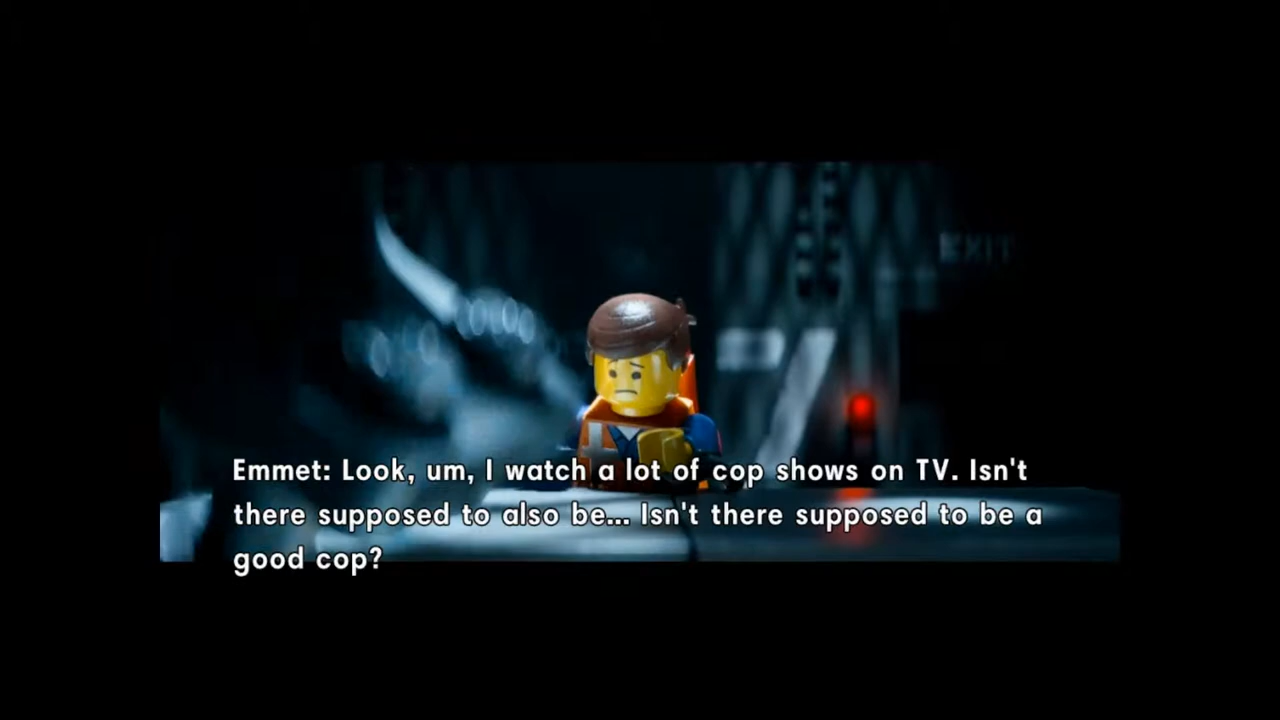 EXIT
Emmet: Look, um, I watch a lot of cop shows on TV. Isn't
there supposed to also be... Isn't there supposed to be a
good cop?